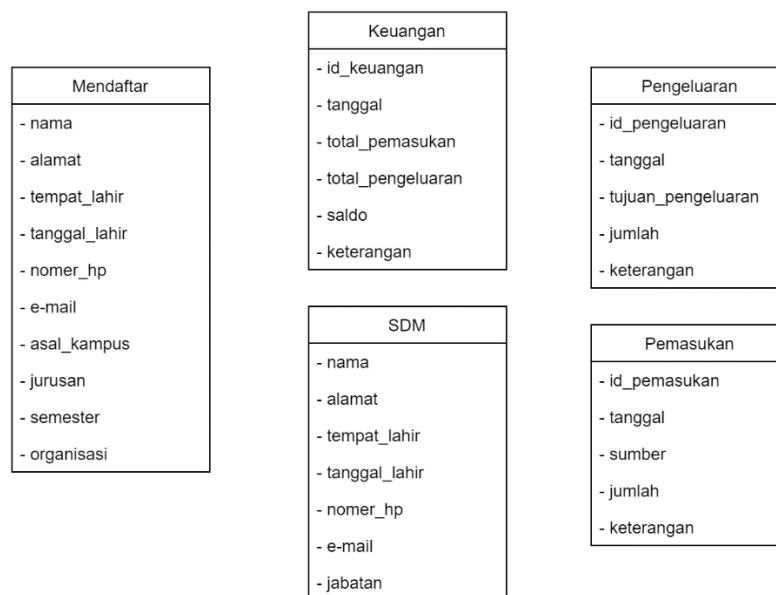 Mendaftar
- nama
- alamat
- tempat_lahir
- tanggal_lahir
- nomer_hp
- e-mail
- asal_kampus
- jurusan
- semester
- organisasi
Keuangan
- id_keuangan
- tanggal
- total_pemasukan
- total_pengeluaran
- saldo
- keterangan
SDM
- nama
- alamat
- tempat_lahir
- tanggal_lahir
- nomer_hp
- e-mail
- jabatan
Pengeluaran
- id_pengeluaran
- tanggal
- tujuan_pengeluaran
- jumlah
- keterangan
Pemasukan
- id_pemasukan
- tanggal
- sumber
- jumlah
- keterangan